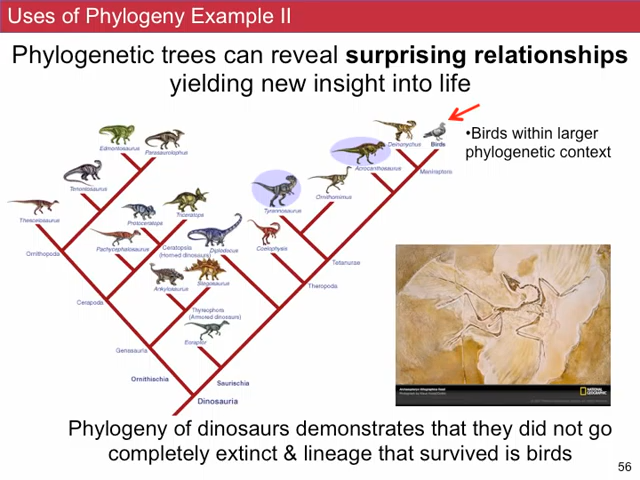 Uses of Phylogeny Example II
Phylogenetic trees can reveal surprising relationships
yielding new insight into life
•Birds within larger
phylogenetic context
Edmontosaurus
Parasaurolophus
Deinonychus
Birds
Acrocanthosaurus
Maniraptora
Tenontosaurus
Ornithomimus
Thescelosaurus
Protoceratops
Triceratops
Tyrannosaurus
Ornithopoda
Pachycephalosaurus
Ceratopsia
(Horned dinosaurs)
Diplodocus
Coelophysis
Tetanurae
Ankylosaurus
Stegosaurus
Theropoda
Cerapoda
Thyreophora
(Armored dinosaurs)
Eoraptor
Genasauria
Ornithischia
Saurischia
Dinosauria
NATIONAL
GEOGRAPHIC
Phylogeny of dinosaurs demonstrates that they did not go
completely extinct & lineage that survived is birds
56